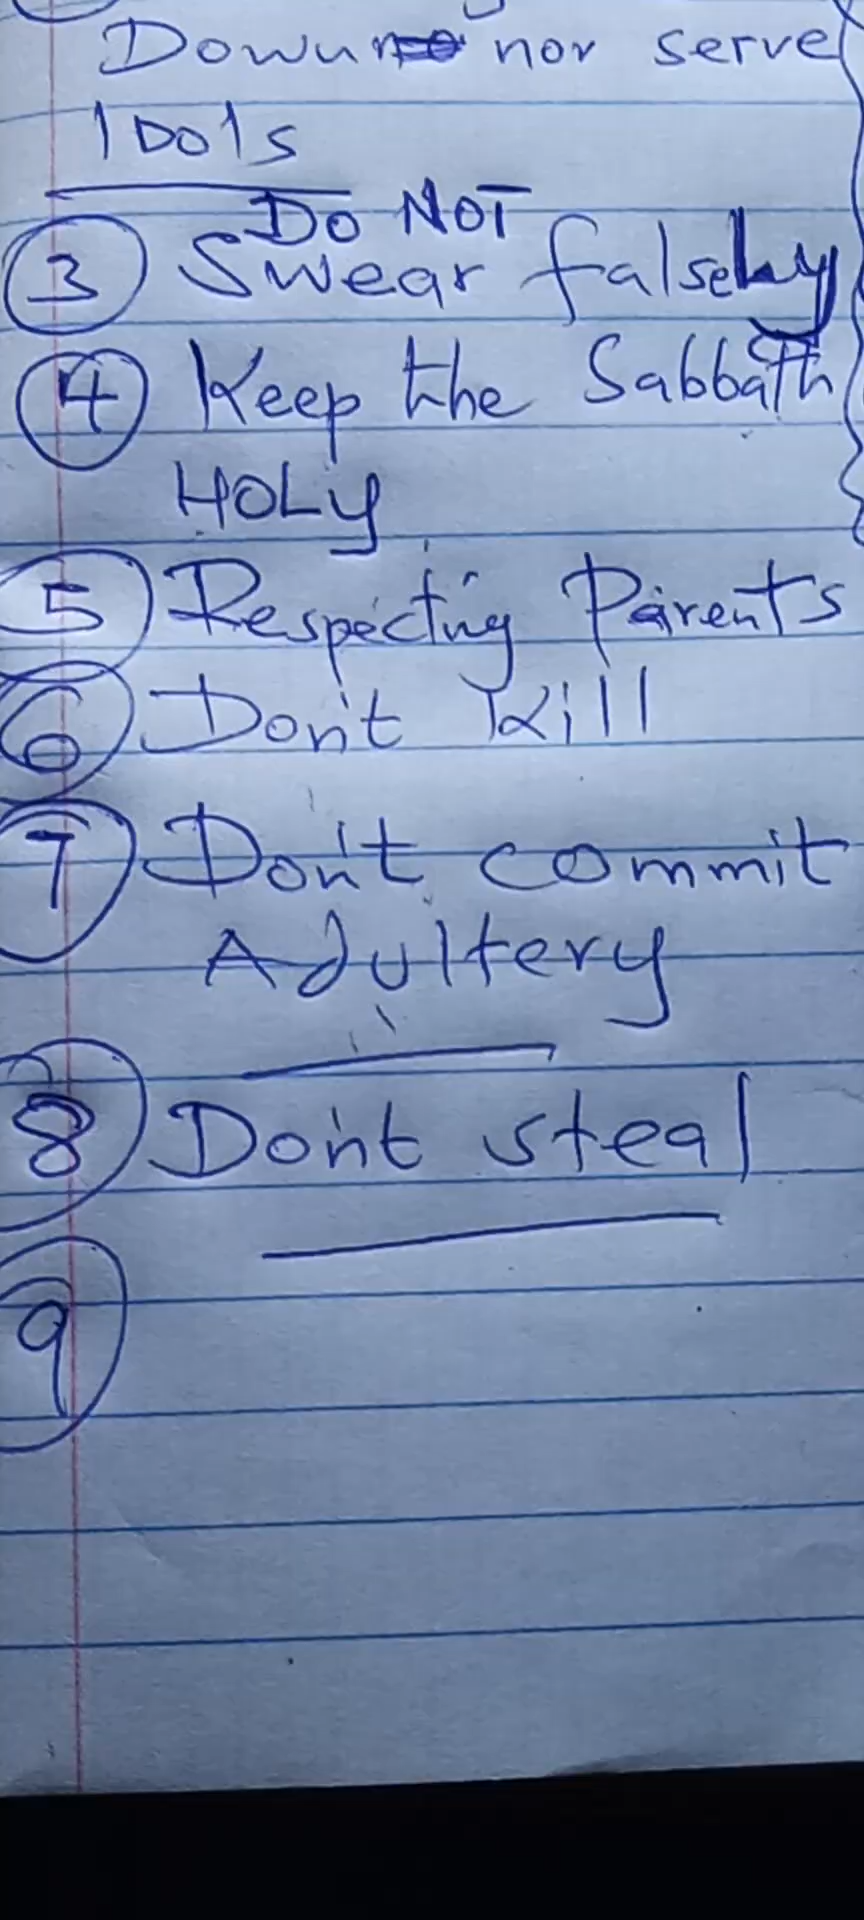 Down nor serve
IDOls
DO NOT
3 Swear falsely
4 Keep the Sabbath
HOLy
5 Respecting Parents
6 Don't Kill
7 Don't commit
Adultery
8 Don't steal
9